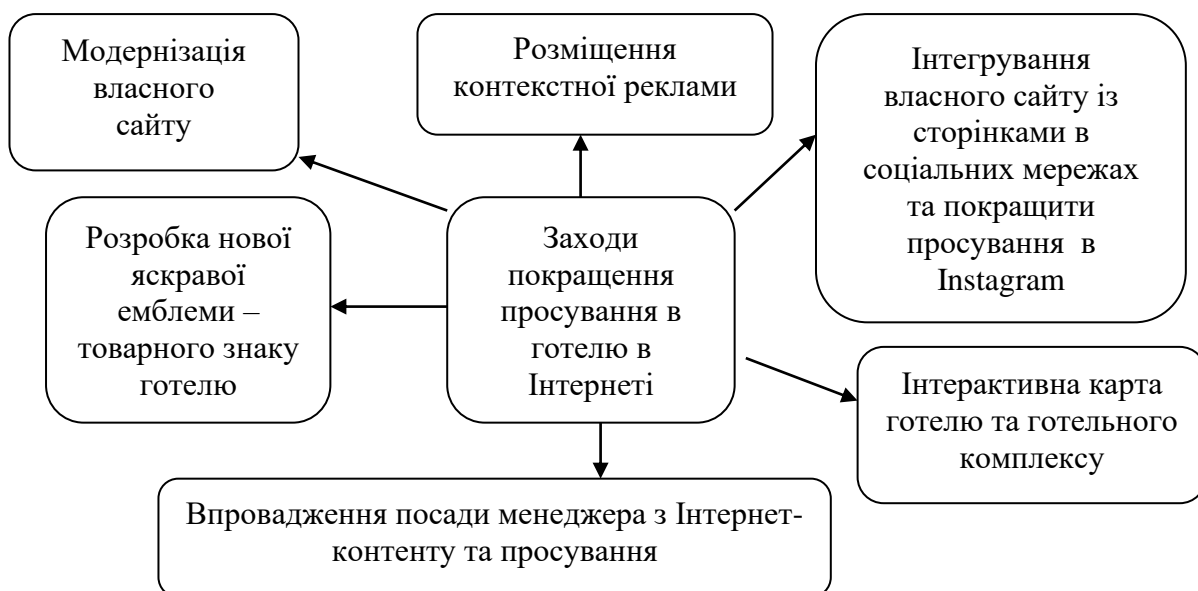 Модернізація
власного
сайту
Розміщення
контекстної реклами
Інтегрування
власного сайту із
сторінками в
соціальних мережах
та покращити
просування в
Instagram
Розробка нової
яскравої
емблеми –
товарного знаку
готелю
Заходи
покращення
просування в
готелю в
Інтернеті
Інтерактивна карта
готелю та готельного
комплексу
Впровадження посади менеджера з Інтернет-
контенту та просування